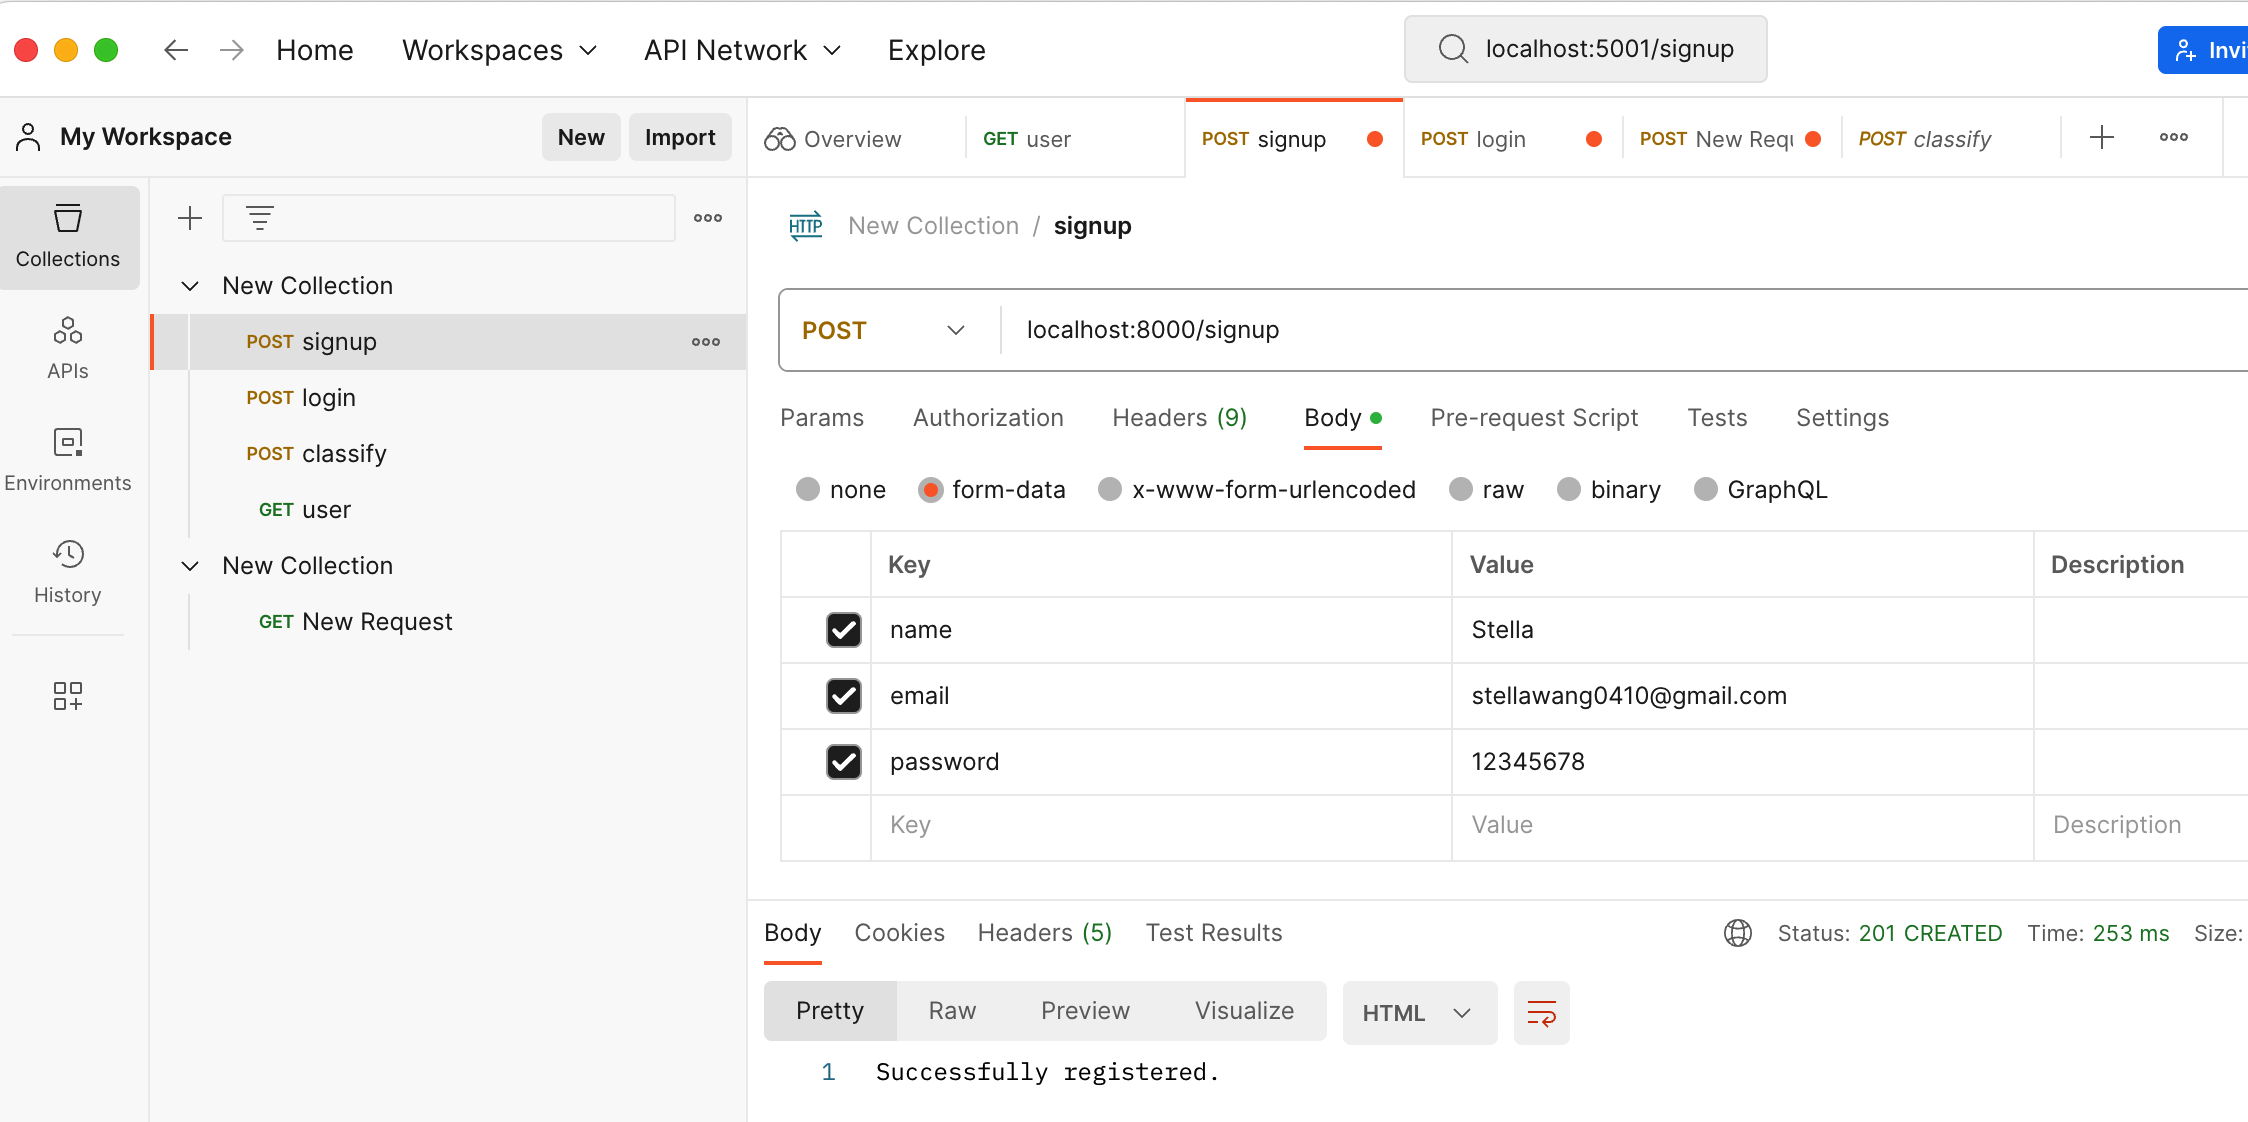 Home Workspaces API Network Explore localhost:5001/signup Invi
My Workspace New Import
Overview GET user POST signup POST login POST New Requ POST classify
Collections
APIs
Environments
History
New Collection
POST signup
POST login
POST classify
GET user
New Collection
GET New Request
HTTP New Collection / signup
POST localhost:8000/signup
Params Authorization Headers (9) Body Pre-request Script Tests Settings
none form-data x-www-form-urlencoded raw binary GraphQL
Key Value Description
name Stella
email stellawang0410@gmail.com
password 12345678
Key Value Description
Body Cookies Headers (5) Test Results Status: 201 CREATED Time: 253 ms Size:
Pretty Raw Preview Visualize HTML
1 Successfully registered.